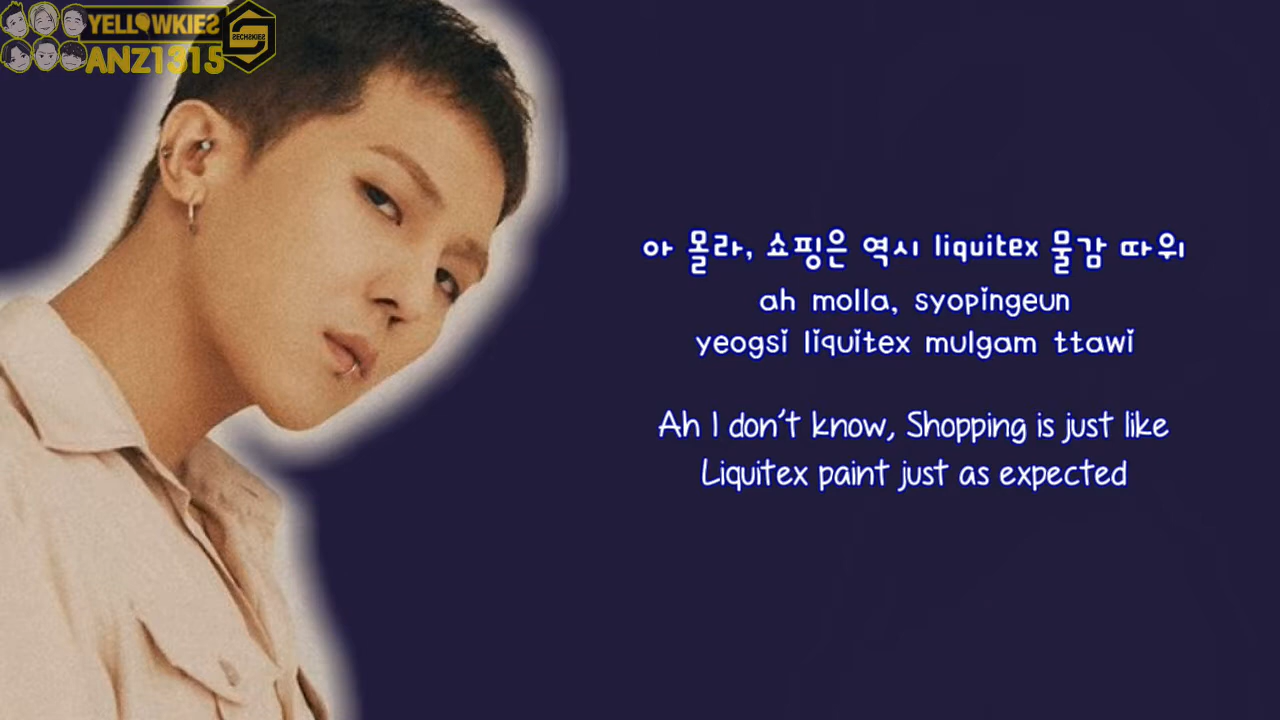 YELLOWKIES
ANZ1315
SECHSKIES
아 몰라, 쇼핑은 역시 liquitex 물감 따위
ah molla, syopingeun
yeogsi liquitex mulgam ttawi
Ah I don't know, Shopping is just like
Liquitex paint just as expected